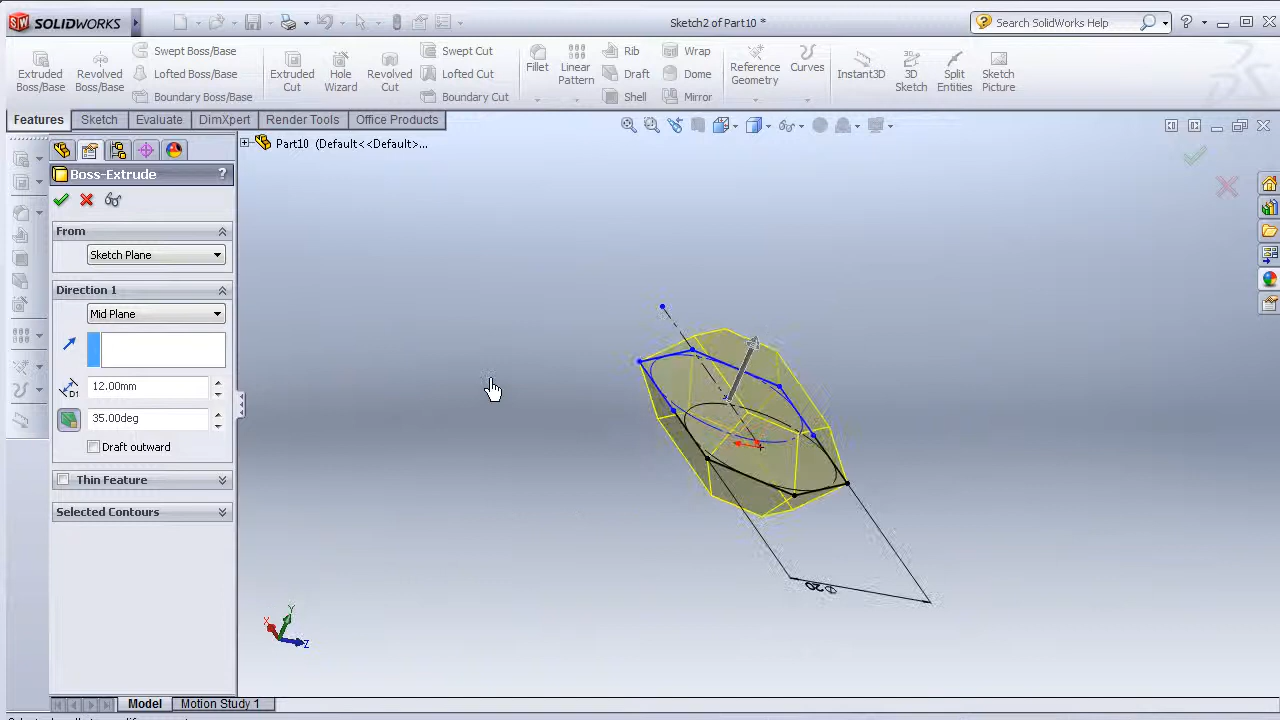 SOLIDWORKS
Sketch2 of Part10 *
Search SolidWorks Help
?
Extruded Boss/Base
Revolved Boss/Base
Swept Boss/Base
Lofted Boss/Base
Boundary Boss/Base
Extruded Cut
Hole Wizard
Revolved Cut
Swept Cut
Lofted Cut
Boundary Cut
Fillet
Linear Pattern
Rib
Draft
Shell
Wrap
Dome
Mirror
Reference Geometry
Curves
Instant3D
3D Sketch
Split Entities
Sketch Picture
Features
Sketch
Evaluate
DimXpert
Render Tools
Office Products
Part10 (Default<<Default>...
Boss-Extrude
?
From
Sketch Plane
Direction 1
Mid Plane
D1
12.00mm
35.00deg
Draft outward
Thin Feature
Selected Contours
20
X
Y
Z
Model
Motion Study 1